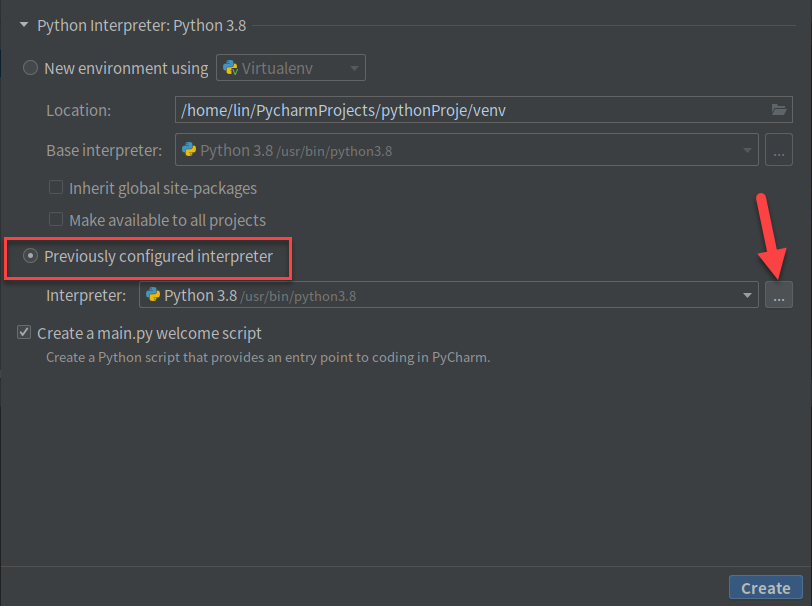 Python Interpreter: Python 3.8
New environment using Virtualenv
Location: /home/lin/PycharmProjects/pythonProje/venv
Base interpreter: Python 3.8 /usr/bin/python3.8 ...
Inherit global site-packages
Make available to all projects
Previously configured interpreter
Interpreter: Python 3.8 /usr/bin/python3.8 ...
Create a main.py welcome script
Create a Python script that provides an entry point to coding in PyCharm.
Create